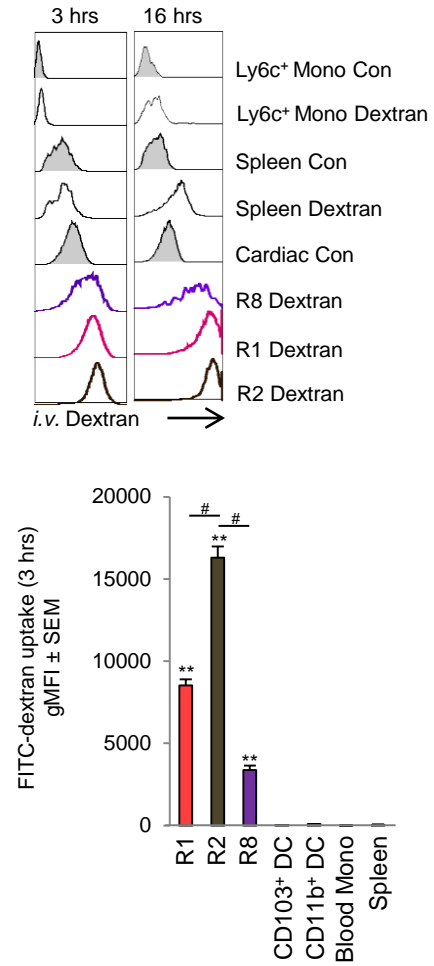 3 hrs 16 hrs
Ly6c⁺ Mono Con
Ly6c⁺ Mono Dextran
Spleen Con
Spleen Dextran
Cardiac Con
R8 Dextran
R1 Dextran
R2 Dextran
i.v. Dextran
FITC-dextran uptake (3 hrs)
gMFI ± SEM
20000
15000
10000
5000
0
# #
**
**
**
R1
R2
R8
CD103⁺ DC
CD11b⁺ DC
Blood Mono
Spleen